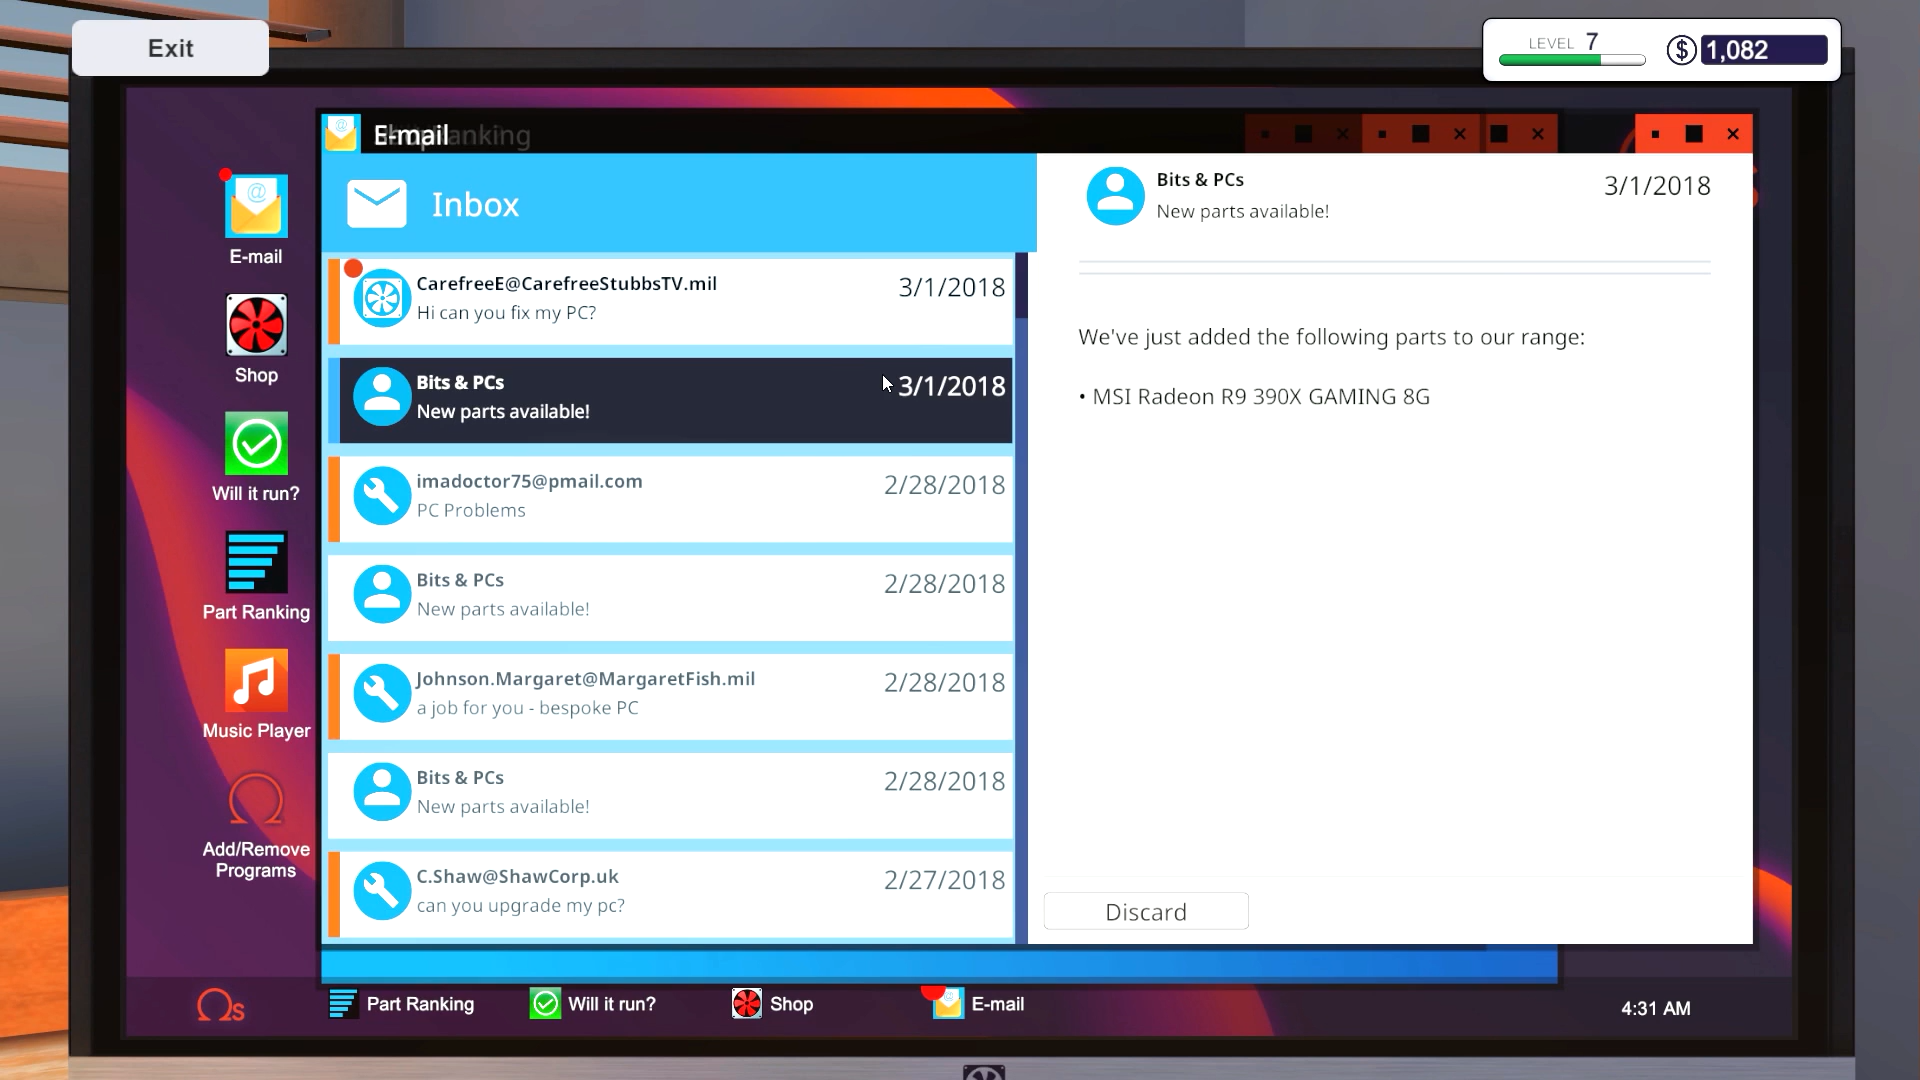 Exit
LEVEL 7
$ 1,082
E-mail
Inbox
CarefreeE@CarefreeStubbsTV.mil
3/1/2018
Hi can you fix my PC?
Bits & PCs
3/1/2018
New parts available!
imadoctor75@pmail.com
2/28/2018
PC Problems
Bits & PCs
2/28/2018
New parts available!
Johnson.Margaret@MargaretFish.mil
2/28/2018
a job for you - bespoke PC
Bits & PCs
2/28/2018
New parts available!
C.Shaw@ShawCorp.uk
2/27/2018
can you upgrade my pc?
Bits & PCs
3/1/2018
New parts available!
We've just added the following parts to our range:
• MSI Radeon R9 390X GAMING 8G
Discard
E-mail
Shop
Will it run?
Part Ranking
Music Player
Add/Remove
Programs
Ωs
Part Ranking
Will it run?
Shop
E-mail
4:31 AM